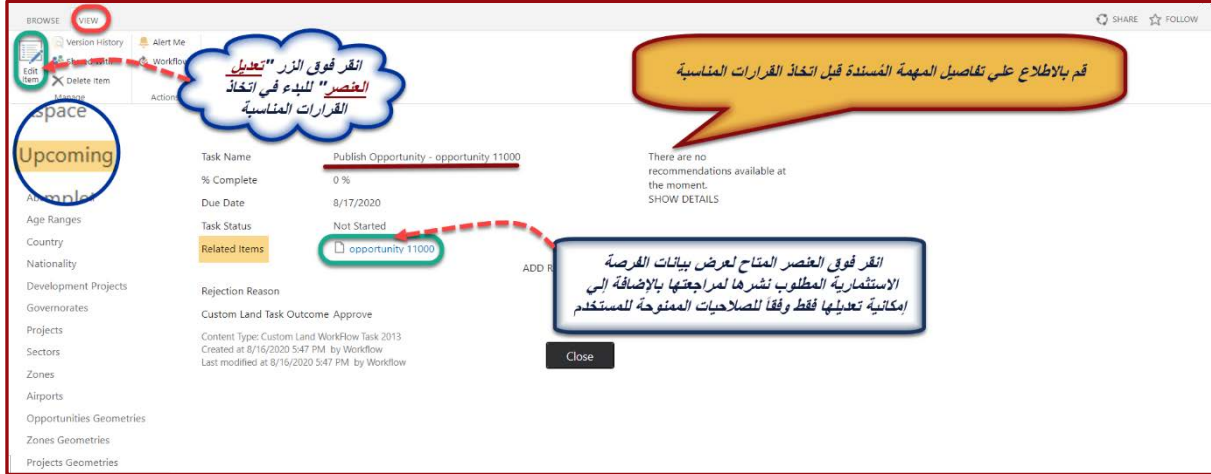 BROWSE VIEW
SHARE FOLLOW
Version History
Alert Me
Edit
Item
Delete Item
Manage
Actions
انقر فوق الزر "تعديل
العنصر" للبدء في اتخاذ
القرارات المناسبة
قم بالاطلاع علي تفاصيل المهمة المُسندة قبل اتخاذ القرارات المناسبة
Upcoming
Age Ranges
Country
Nationality
Development Projects
Governorates
Projects
Sectors
Zones
Airports
Opportunities Geometries
Zones Geometries
Projects Geometries
Task Name Publish Opportunity - opportunity 11000
% Complete 0 %
Due Date 8/17/2020
Task Status Not Started
Related Items opportunity 11000
ADD R
Rejection Reason
Custom Land Task Outcome Approve
Content Type: Custom Land WorkFlow Task 2013
Created at 8/16/2020 5:47 PM by Workflow
Last modified at 8/16/2020 5:47 PM by Workflow
There are no
recommendations available at
the moment.
SHOW DETAILS
انقر فوق العنصر المتاح لعرض بيانات الفرصة
الاستثمارية المطلوب نشرها لمراجعتها بالإضافة إلي
إمكانية تعديلها فقط وفقاً للصلاحيات الممنوحة للمستخدم
Close